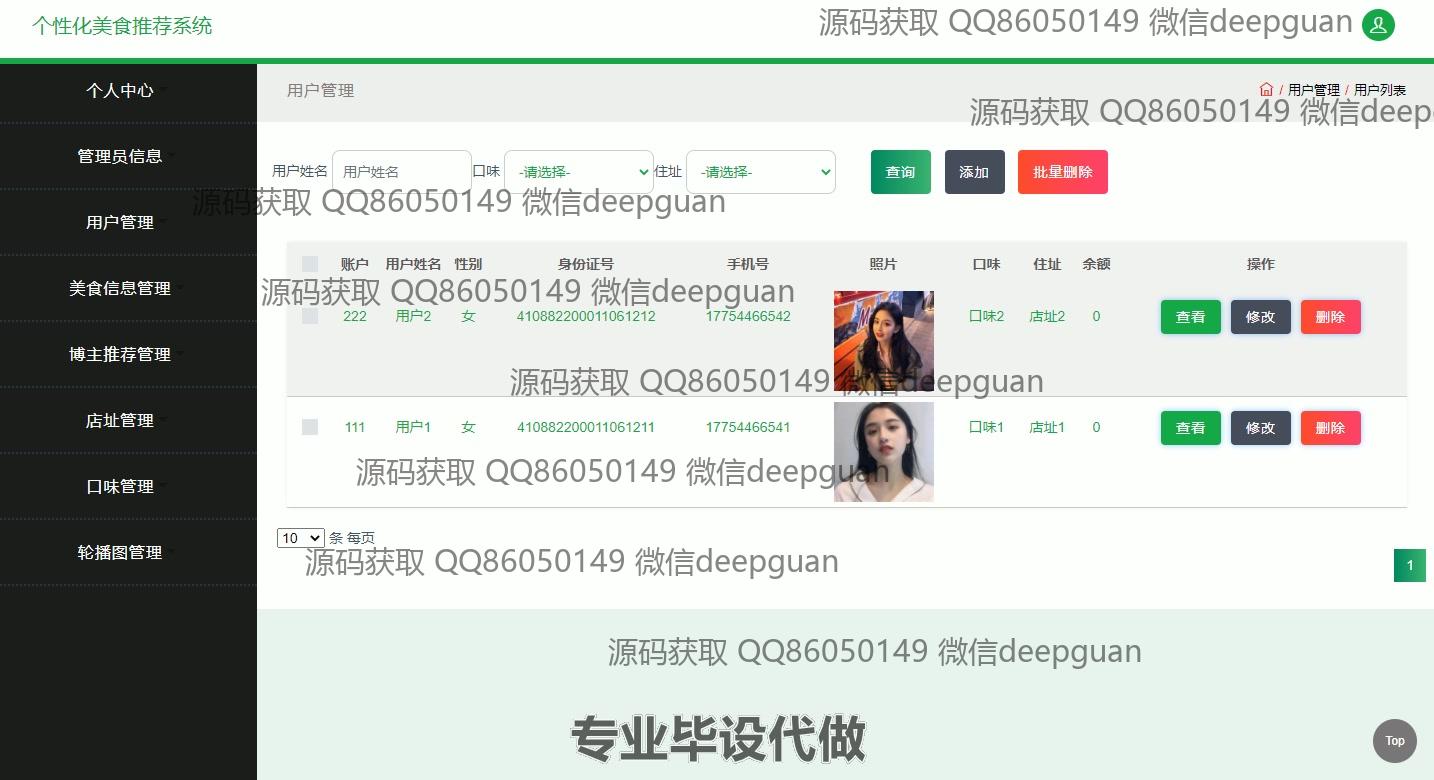 个性化美食推荐系统
源码获取 QQ86050149 微信deepguan
个人中心
管理员信息
用户管理
美食信息管理
博主推荐管理
店址管理
口味管理
轮播图管理
用户管理
/ 用户管理 / 用户列表
源码获取 QQ86050149 微信deep
用户姓名 用户姓名 口味 -请选择- 住址 -请选择- 查询 添加 批量删除
源码获取 QQ86050149 微信deepguan
账户 用户姓名 性别 身份证号 手机号 照片 口味 住址 余额 操作
源码获取 QQ86050149 微信deepguan
222 用户2 女 410882200011061212 17754466542 口味2 店址2 0 查看 修改 删除
源码获取 QQ86050149 微信deepguan
111 用户1 女 410882200011061211 17754466541 口味1 店址1 0 查看 修改 删除
源码获取 QQ86050149 微信deepguan
10 条 每页
源码获取 QQ86050149 微信deepguan
1
源码获取 QQ86050149 微信deepguan
专业毕设代做
Top